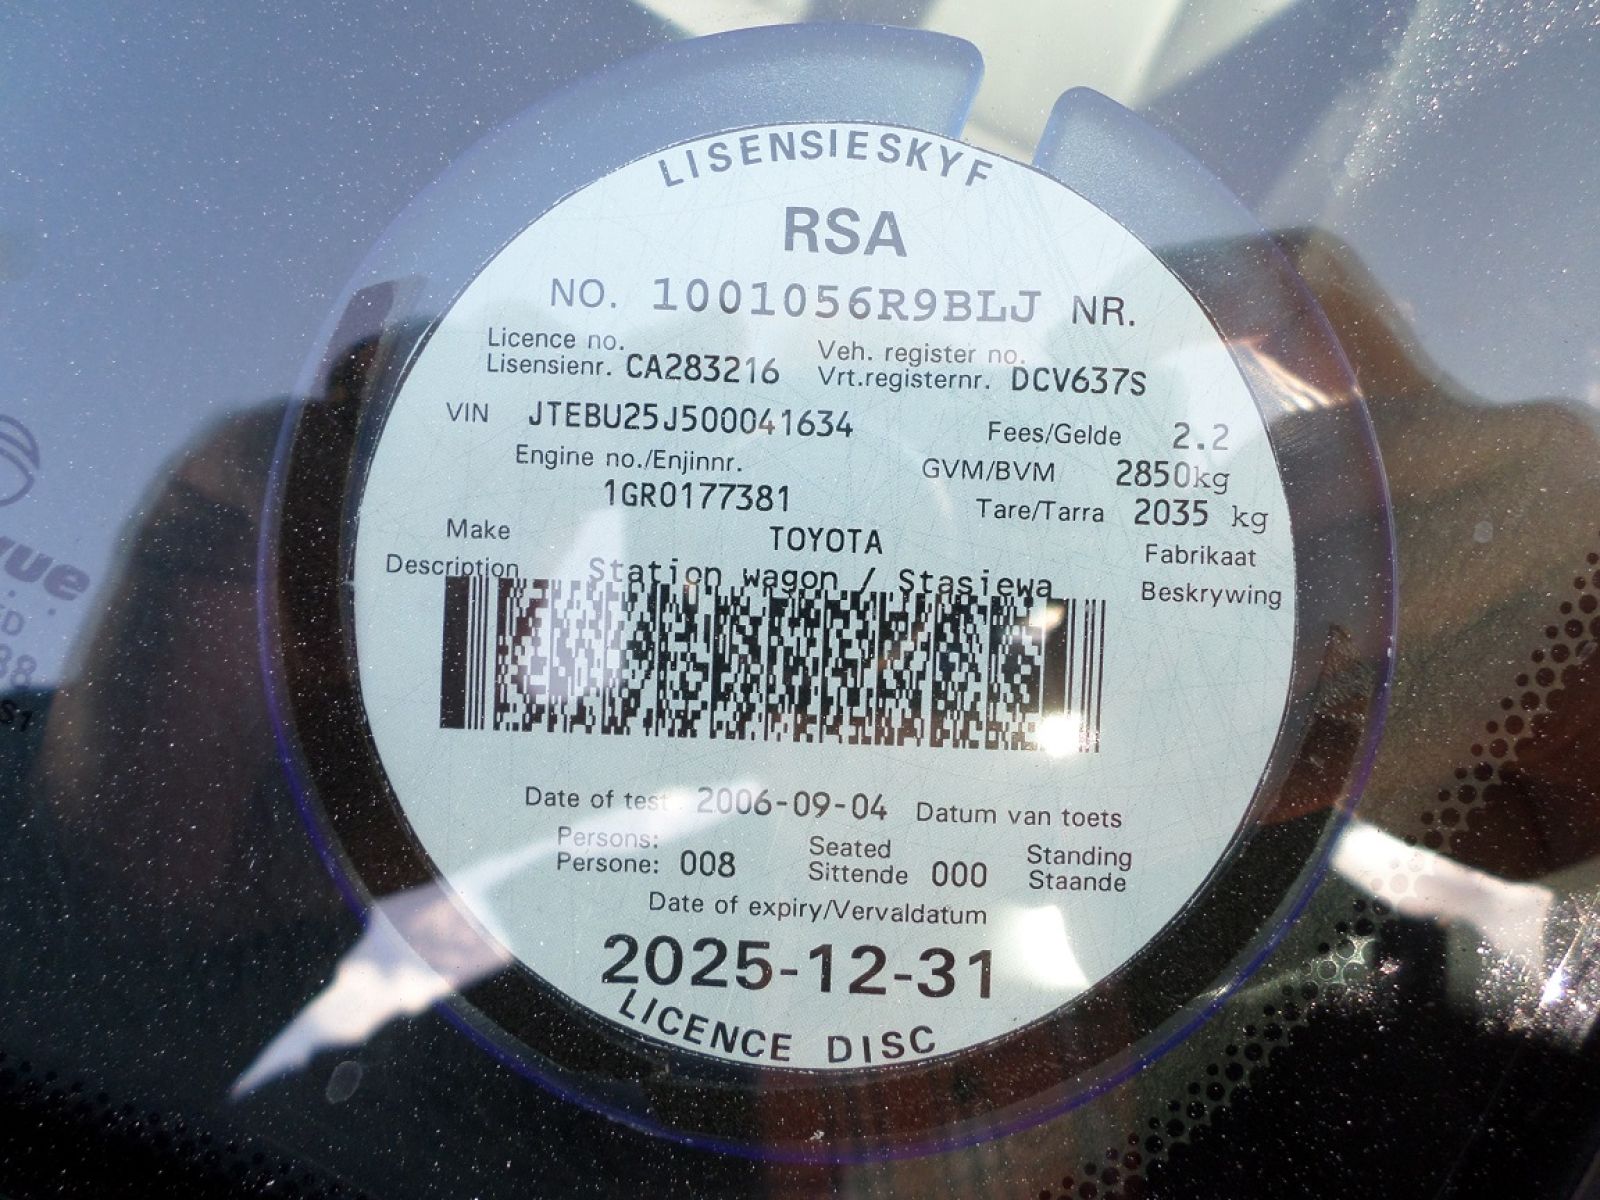 LISENSIESKYF
RSA
NO. 1001056R9BLJ NR.
Licence no.
Lisensienr. CA283216
Veh. register no.
Vrt.registernr. DCV637S
VIN JTEBU25J500041634
Fees/Gelde 2.2
Engine no./Enjinnr.
1GR0177381
GVM/BVM 2850kg
Tare/Tarra 2035 kg
Make TOYOTA Fabrikaat
Description Station wagon / Stasiewa Beskrywing
Date of test 2006-09-04 Datum van toets
Persons:
Persone: 008
Seated
Sittende 000
Standing
Staande
Date of expiry/Vervaldatum
2025-12-31
LICENCE DISC